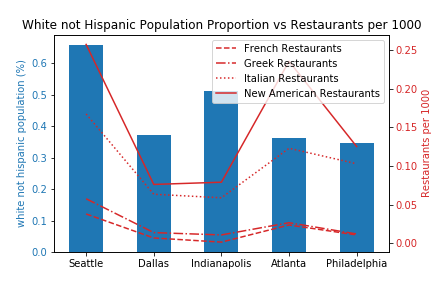 White not Hispanic Population Proportion vs Restaurants per 1000
white not hispanic population (%)
0.6
0.5
0.4
0.3
0.2
0.1
0.0
French Restaurants
Greek Restaurants
Italian Restaurants
New American Restaurants
0.25
0.20
0.15
0.10
0.05
0.00
Restaurants per 1000
Seattle Dallas Indianapolis Atlanta Philadelphia